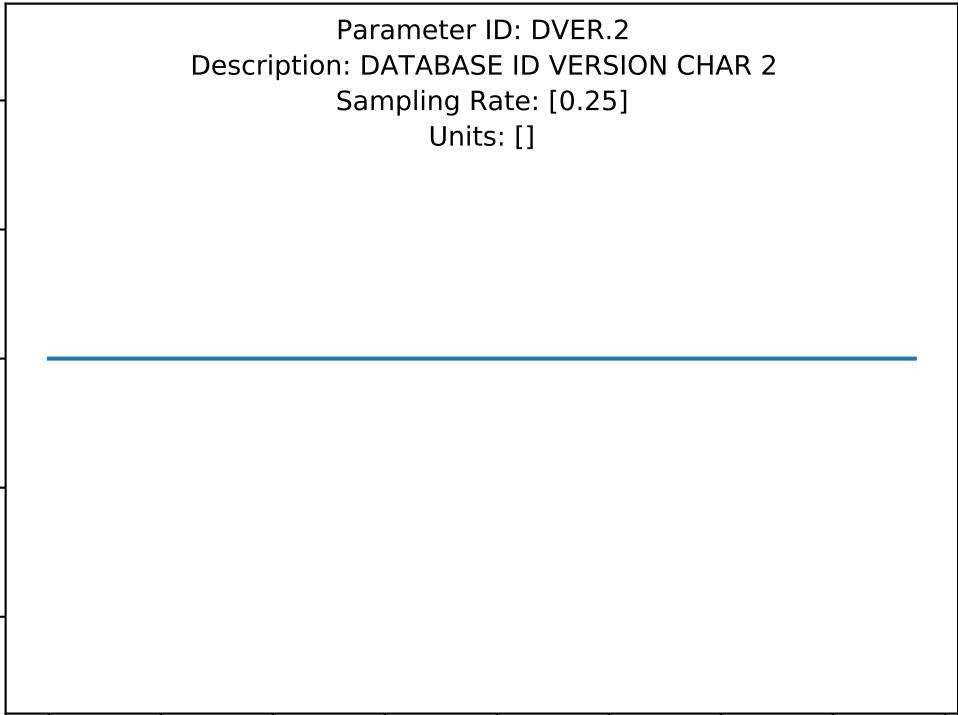 Parameter ID: DVER.2
Description: DATABASE ID VERSION CHAR 2
Sampling Rate: [0.25]
Units: []